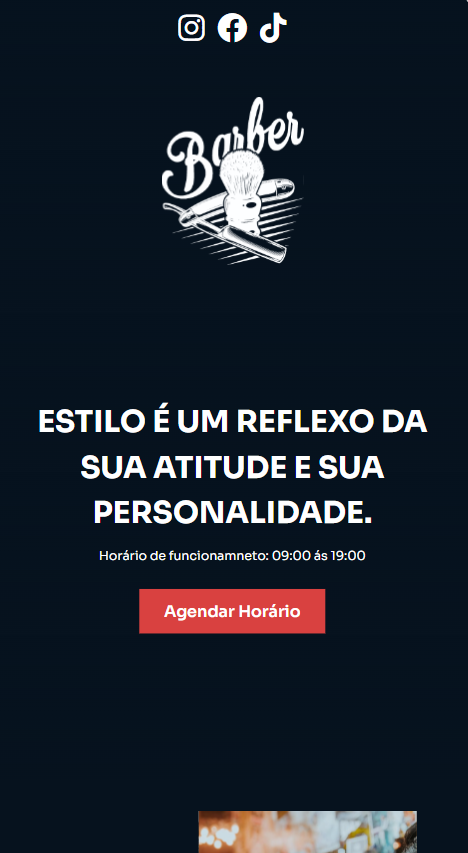 Barber
ESTILO É UM REFLEXO DA
SUA ATITUDE E SUA
PERSONALIDADE.
Horário de funcionamneto: 09:00 ás 19:00
Agendar Horário